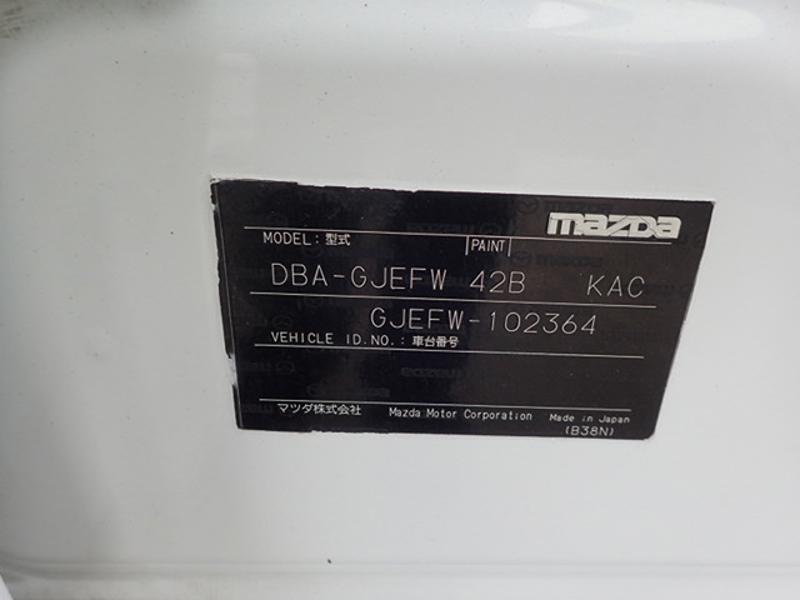 mazda
MODEL: 型式 PAINT
DBA-GJEFW 42B KAC
GJEFW-102364
VEHICLE ID.NO.: 車台番号
マツダ株式会社 Mazda Motor Corporation Made in Japan
(B38N)